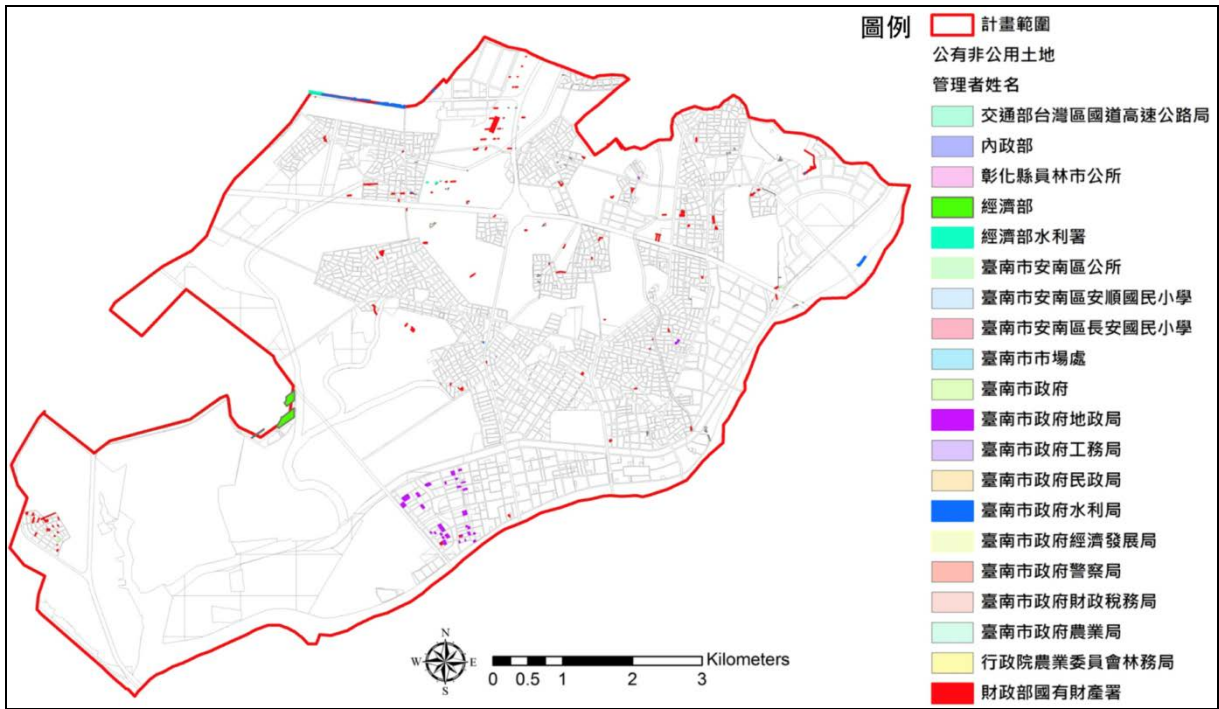 圖例
計畫範圍
公有非公用土地
管理者姓名
交通部台灣區國道高速公路局
內政部
彰化縣員林市公所
經濟部
經濟部水利署
臺南市安南區公所
臺南市安南區安順國民小學
臺南市安南區長安國民小學
臺南市市場處
臺南市政府
臺南市政府地政局
臺南市政府工務局
臺南市政府民政局
臺南市政府水利局
臺南市政府經濟發展局
臺南市政府警察局
臺南市政府財政稅務局
臺南市政府農業局
行政院農業委員會林務局
財政部國有財產署
N
W E
S
Kilometers
0 0.5 1 2 3